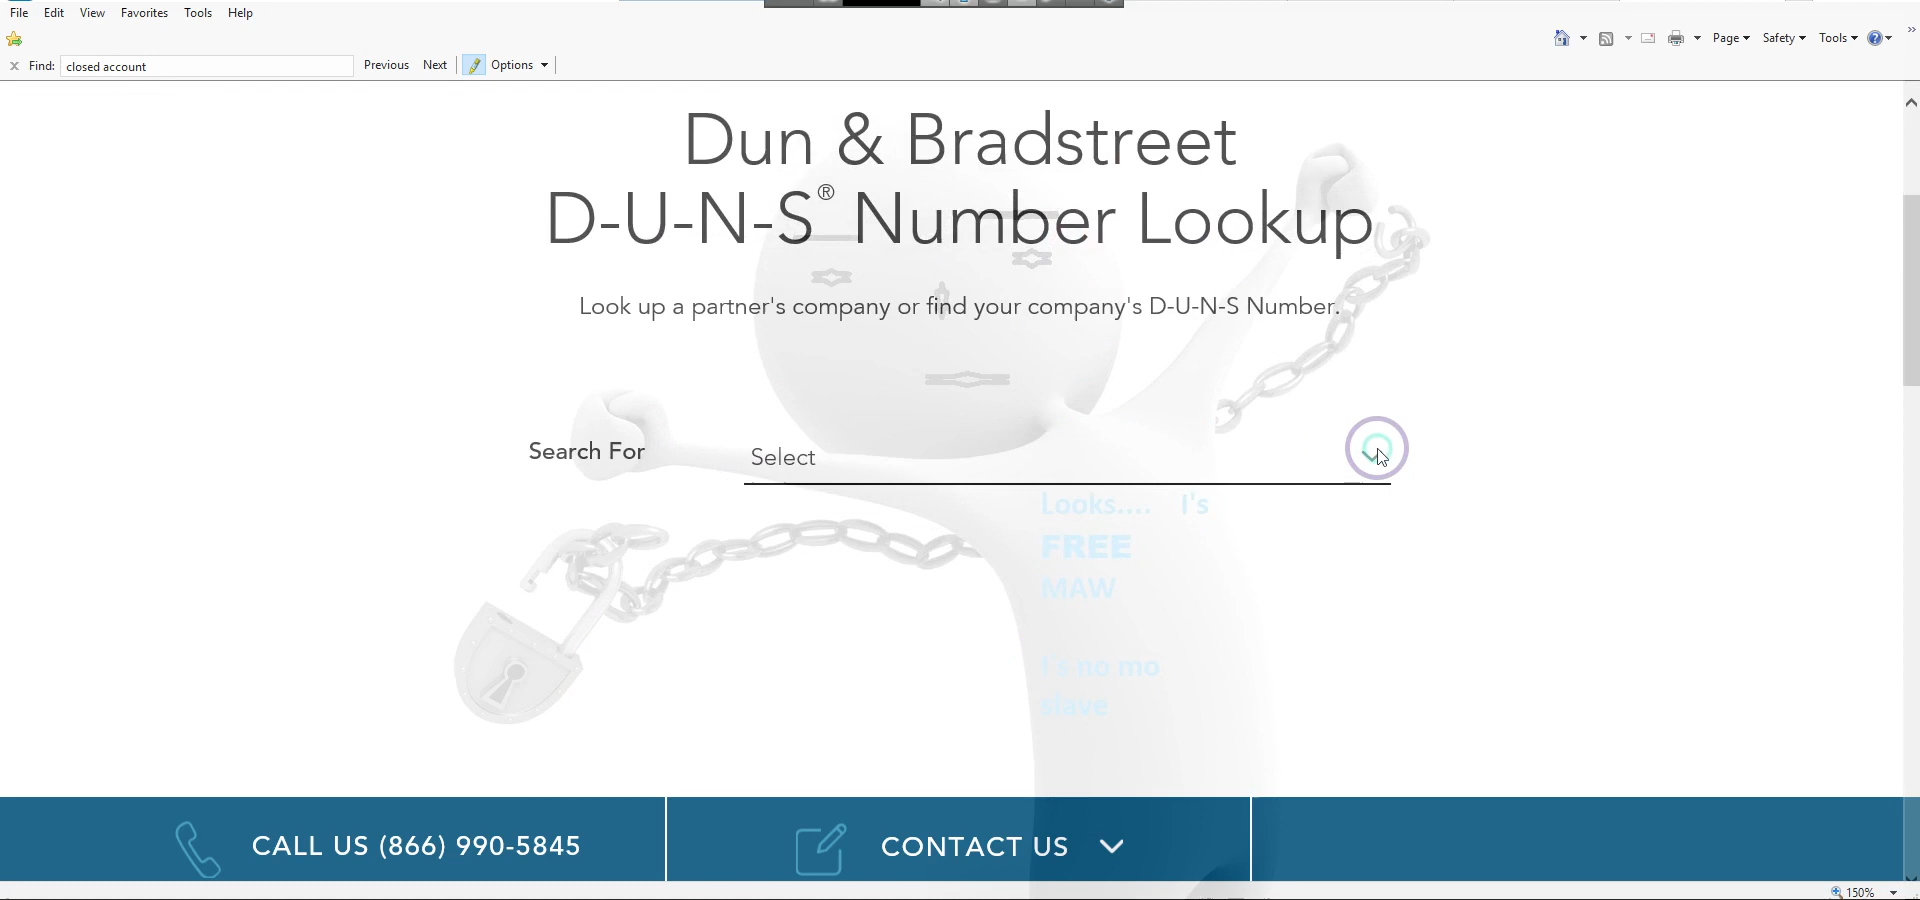 File Edit View Favorites Tools Help
Page Safety Tools
Find: closed account Previous Next Options
Dun & Bradstreet
D-U-N-S® Number Lookup
Look up a partner's company or find your company's D-U-N-S Number.
Search For Select
Looks.... I's
FREE
MAW
I's no mo
slave
CALL US (866) 990-5845 CONTACT US
150%